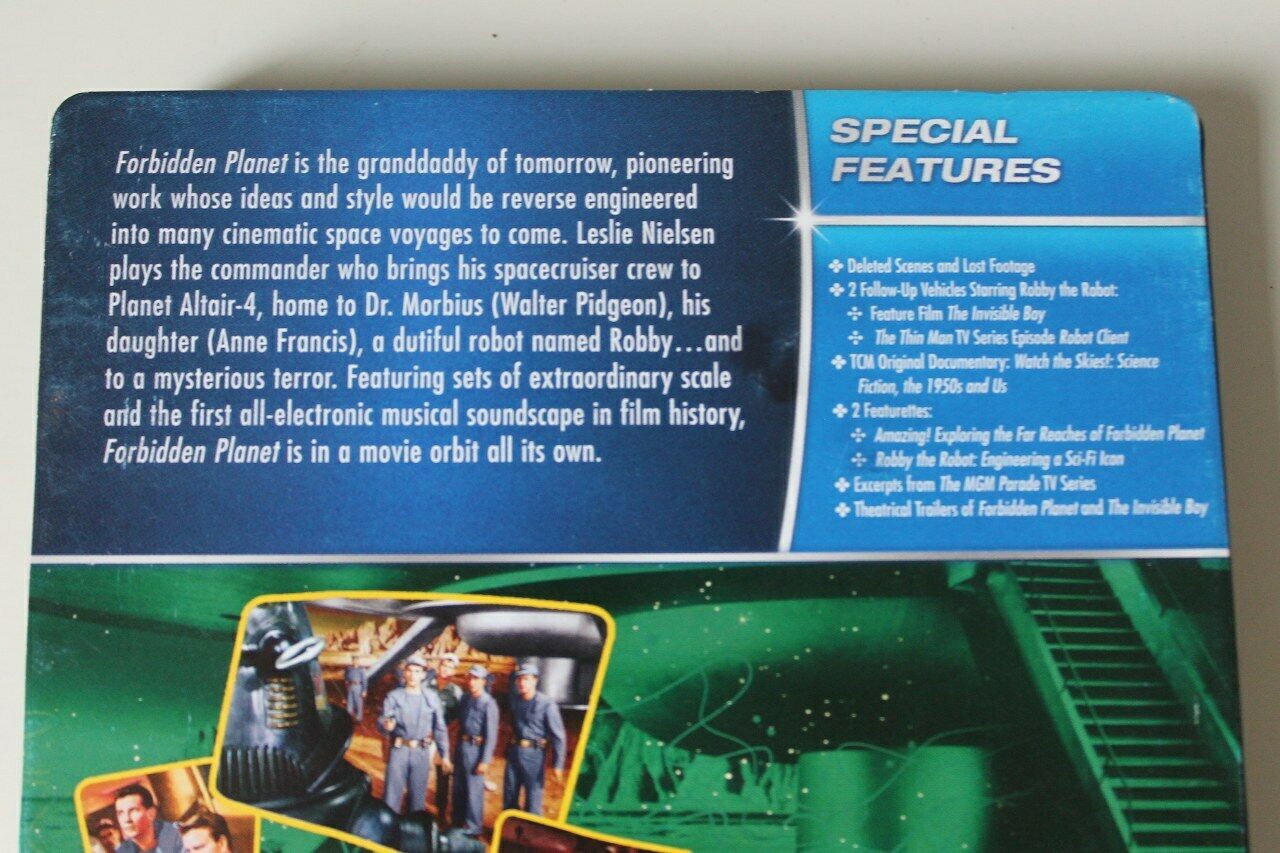 Forbidden Planet is the granddaddy of tomorrow, pioneering
work whose ideas and style would be reverse engineered
into many cinematic space voyages to come. Leslie Nielsen
plays the commander who brings his spacecruiser crew to
Planet Altair-4, home to Dr. Morbius (Walter Pidgeon), his
daughter (Anne Francis), a dutiful robot named Robby...and
to a mysterious terror. Featuring sets of extraordinary scale
and the first all-electronic musical soundscape in film history,
Forbidden Planet is in a movie orbit all its own.
SPECIAL
FEATURES
Deleted Scenes and Lost Footage
2 Follow-Up Vehicles Starring Robby the Robot:
Feature Film The Invisible Boy
The Thin Man TV Series Episode Robot Client
TCM Original Documentary: Watch the Skies!: Science
Fiction, the 1950s and Us
2 Featurettes:
Amazing! Exploring the Far Reaches of Forbidden Planet
Robby the Robot: Engineering a Sci-Fi Icon
Excerpts from The MGM Parade TV Series
Theatrical Trailers of Forbidden Planet and The Invisible Boy